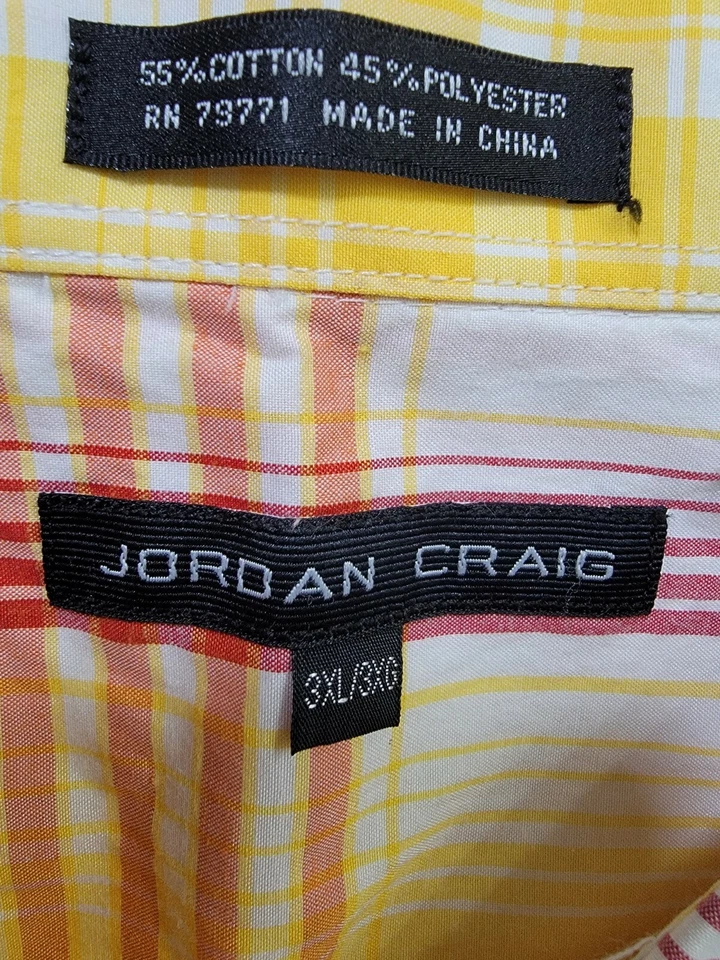 55%COTTON 45%POLYESTER
RN 79771 MADE IN CHINA
JORDAN CRAIG
3XL/3XG